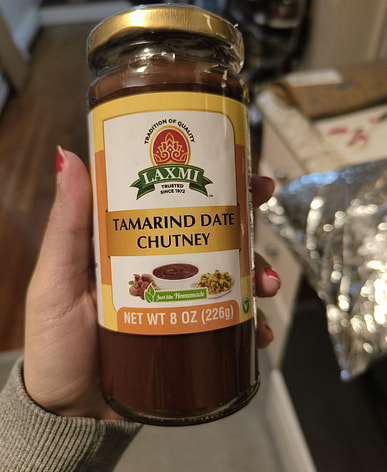 TRADITION OF QUALITY
LAXMI
TRUSTED
SINCE 1972
TAMARIND DATE
CHUTNEY
Just like Homemade
NET WT 8 OZ (226g)